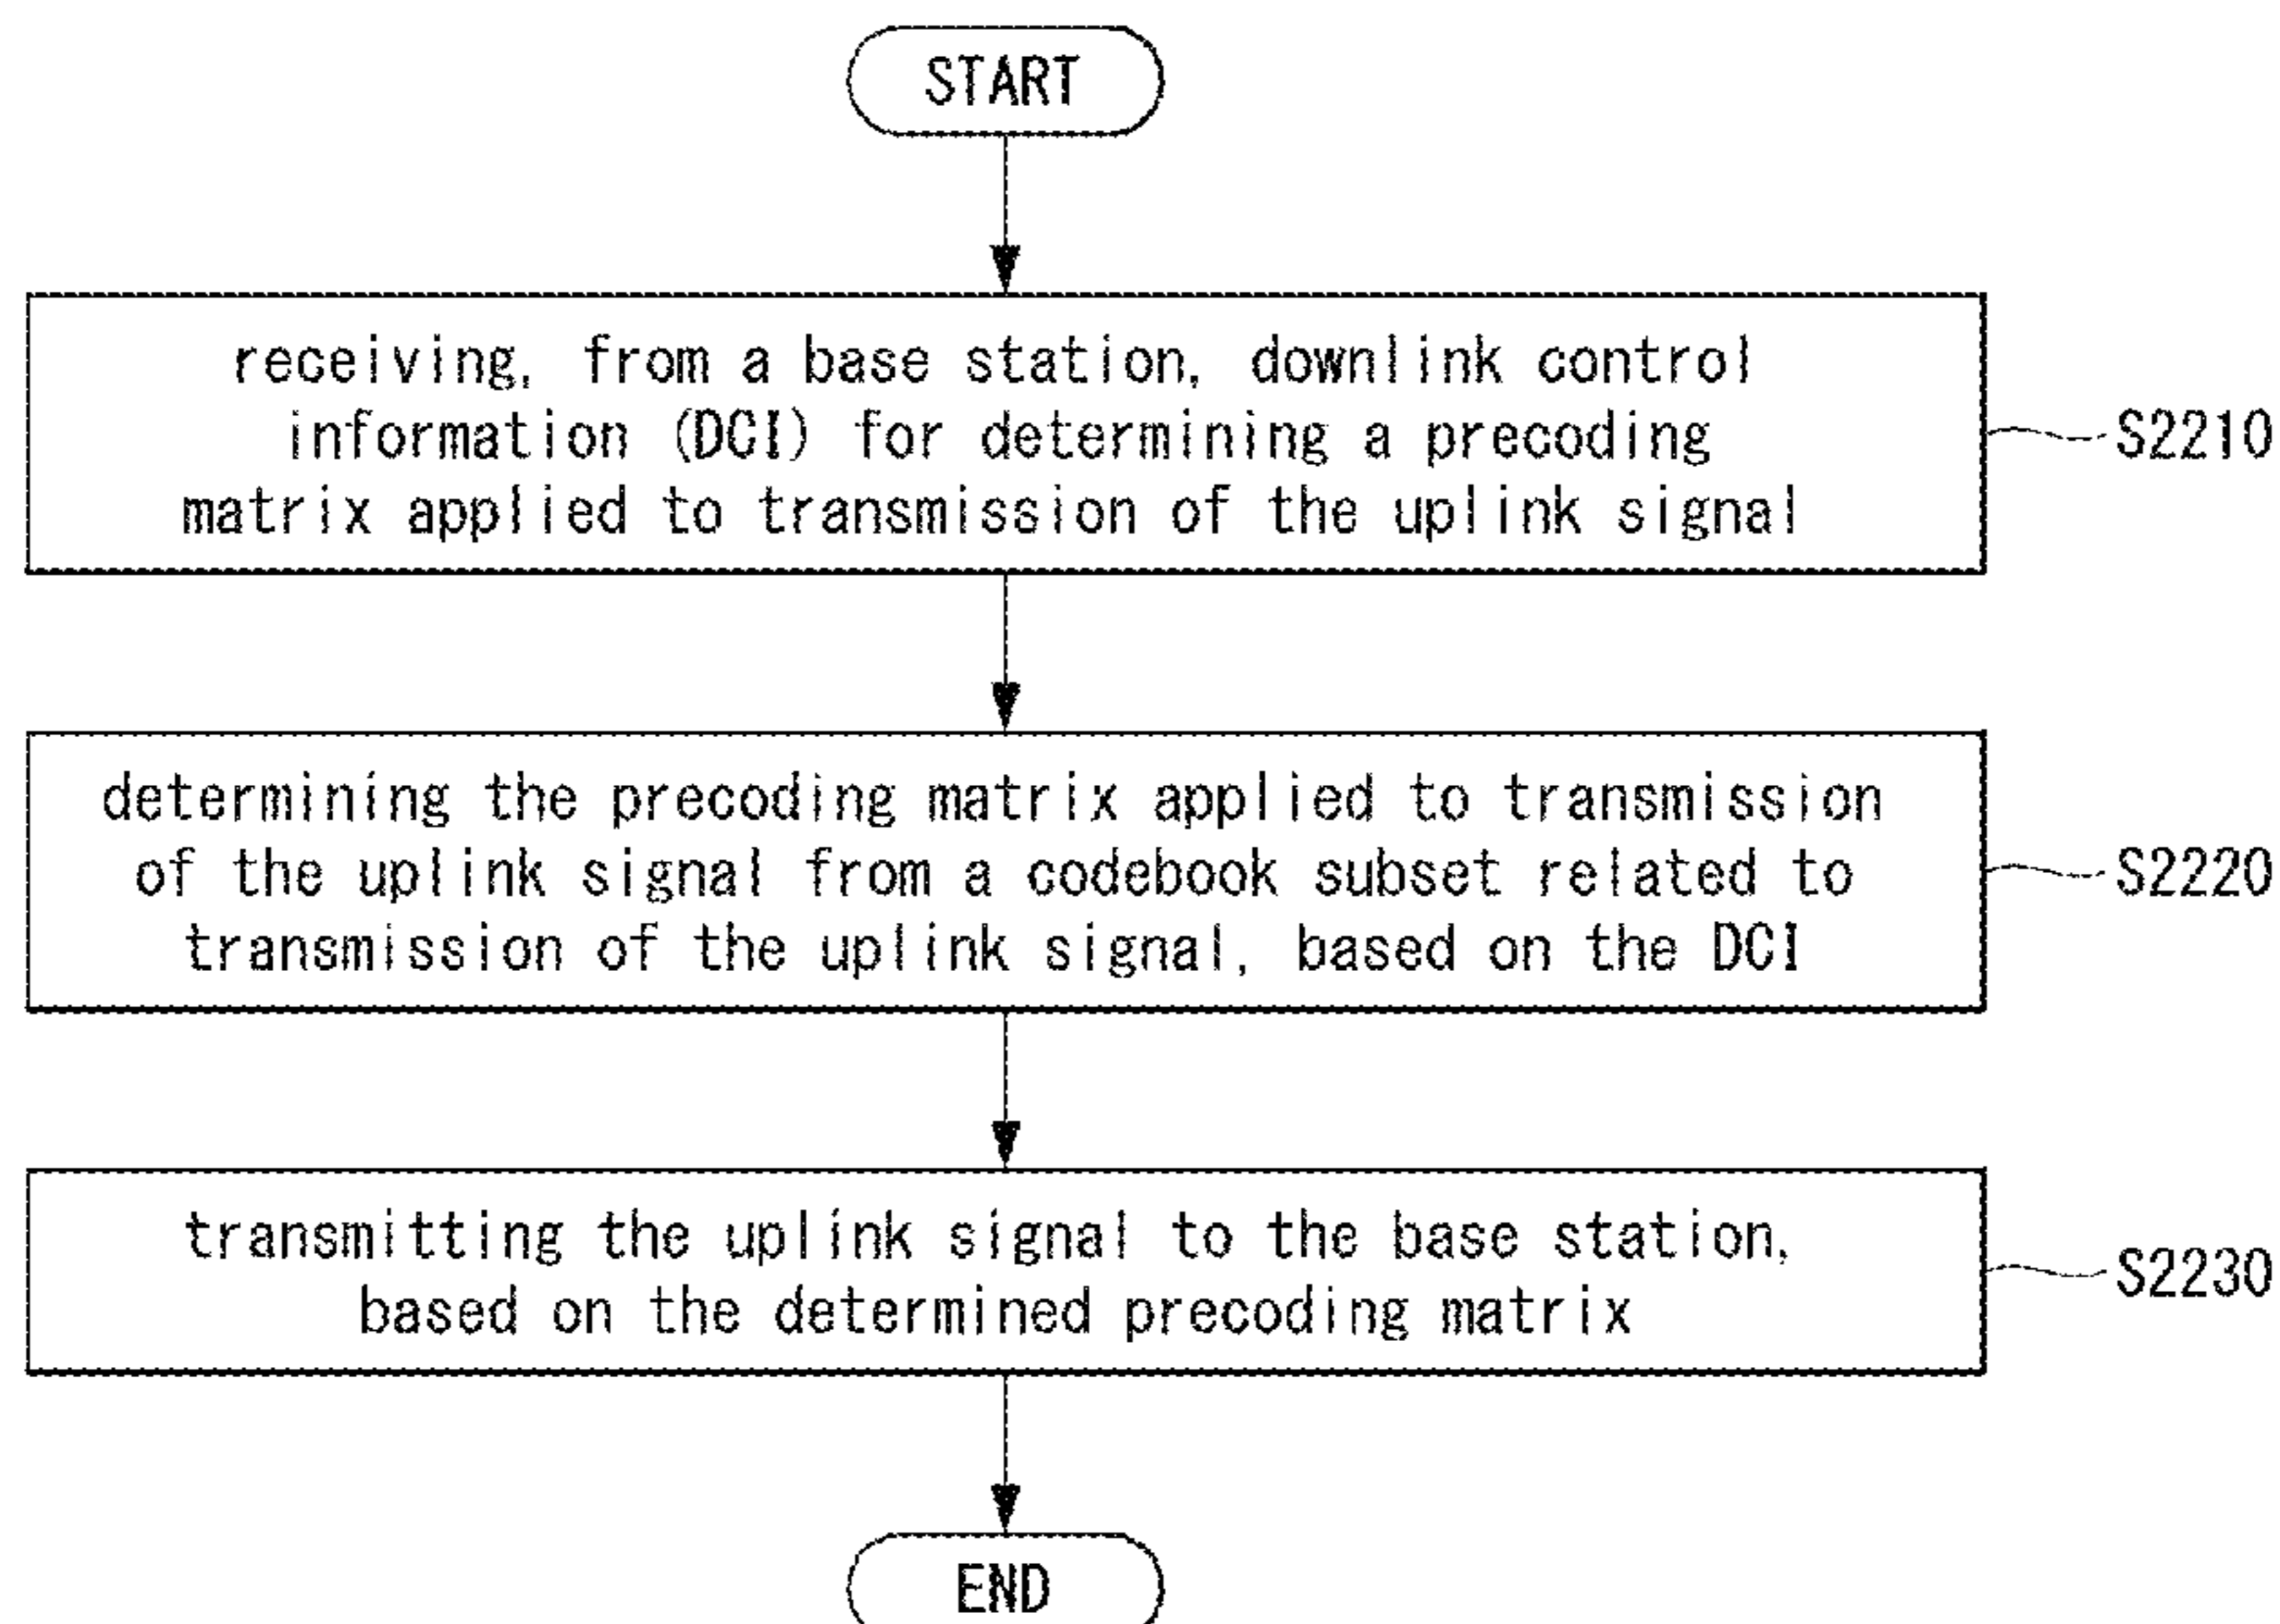 START
receiving, from a base station, downlink control
information (DCI) for determining a precoding
matrix applied to transmission of the uplink signal
S2210
determining the precoding matrix applied to transmission
of the uplink signal from a codebook subset related to
transmission of the uplink signal, based on the DCI
S2220
transmitting the uplink signal to the base station,
based on the determined precoding matrix
S2230
END